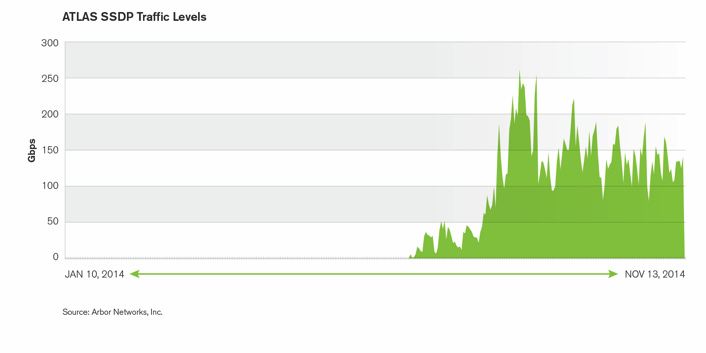 ATLAS SSDP Traffic Levels
300
250
200
150
100
50
0
Gbps
JAN 10, 2014
NOV 13, 2014
Source: Arbor Networks, Inc.